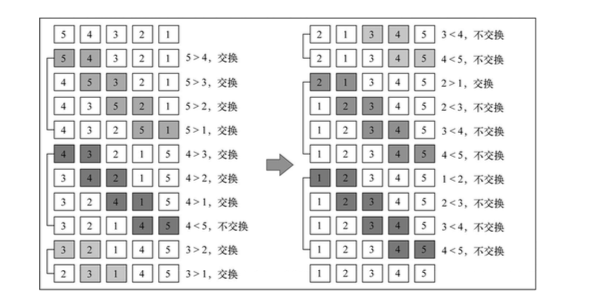 5 4 3 2 1
5 4 3 2 1 5>4，交换
4 5 3 2 1 5>3，交换
4 3 5 2 1 5>2，交换
4 3 2 5 1 5>1，交换
4 3 2 1 5 4>3，交换
3 4 2 1 5 4>2，交换
3 2 4 1 5 4>1，交换
3 2 1 4 5 4<5，不交换
3 2 1 4 5 3>2，交换
2 3 1 4 5 3>1，交换
2 1 3 4 5 3<4，不交换
2 1 3 4 5 4<5，不交换
2 1 3 4 5 2>1，交换
1 2 3 4 5 2<3，不交换
1 2 3 4 5 3<4，不交换
1 2 3 4 5 4<5，不交换
1 2 3 4 5 1<2，不交换
1 2 3 4 5 2<3，不交换
1 2 3 4 5 3<4，不交换
1 2 3 4 5 4<5，不交换
1 2 3 4 5